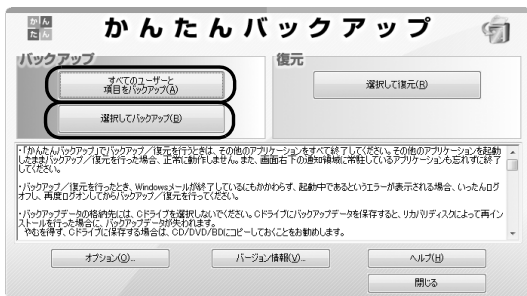 かん
たん
かんたんバックアップ
バックアップ
すべてのユーザーと
項目をバックアップ(A)
選択してバックアップ(B)
復元
選択して復元(R)
・「かんたんバックアップ」でバックアップ／復元を行うときは、その他のアプリケーションをすべて終了してください。その他のアプリケーションを起動
したままバックアップ／復元を行った場合、正常に動作しません。また、画面右下の通知領域に常駐しているアプリケーションも忘れずに終了
してください。
・バックアップ／復元を行ったとき、Windowsメールが終了しているにもかかわらず、起動中であるというエラーが表示される場合、いったんログ
オフし、再度ログオンしてからバックアップ／復元を行ってください。
・バックアップデータの格納先には、Cドライブを選択しないでください。Cドライブにバックアップデータを保存すると、リカバリディスクによって再イン
ストールを行った場合に、バックアップデータが失われます。
やむを得ず、Cドライブに保存する場合は、CD/DVD/BDにコピーしておくことをお勧めします。
オプション(O)...
バージョン情報(V)...
ヘルプ(H)
閉じる